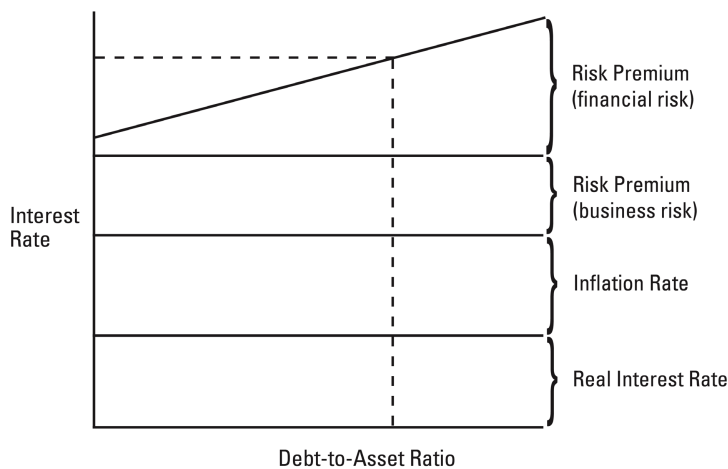 Risk Premium
(financial risk)
Risk Premium
(business risk)
Interest
Rate
Inflation Rate
Real Interest Rate
Debt-to-Asset Ratio